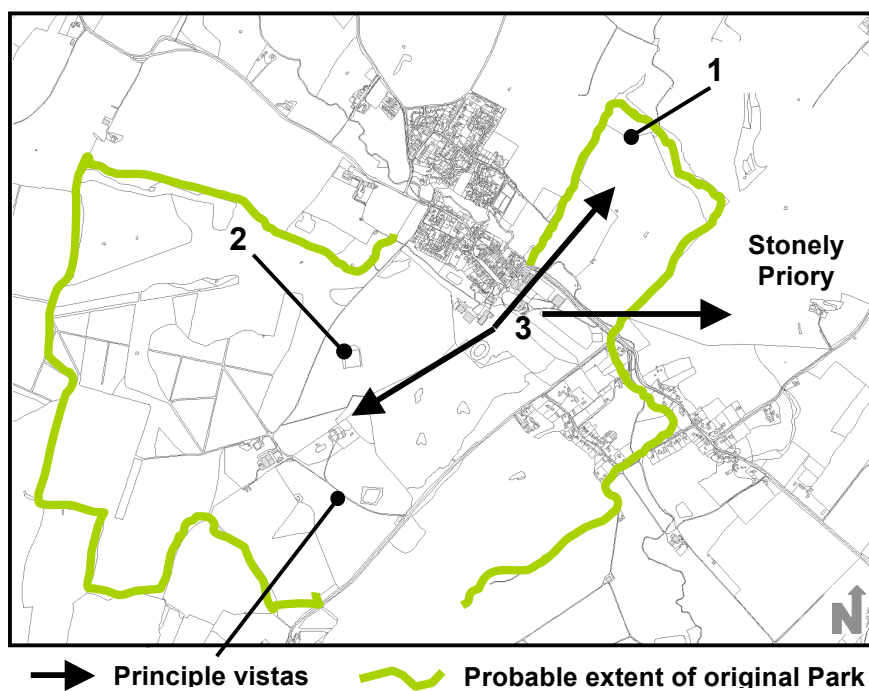 1
2
Stonely
Priory
3
N
Principle vistas
Probable extent of original Park